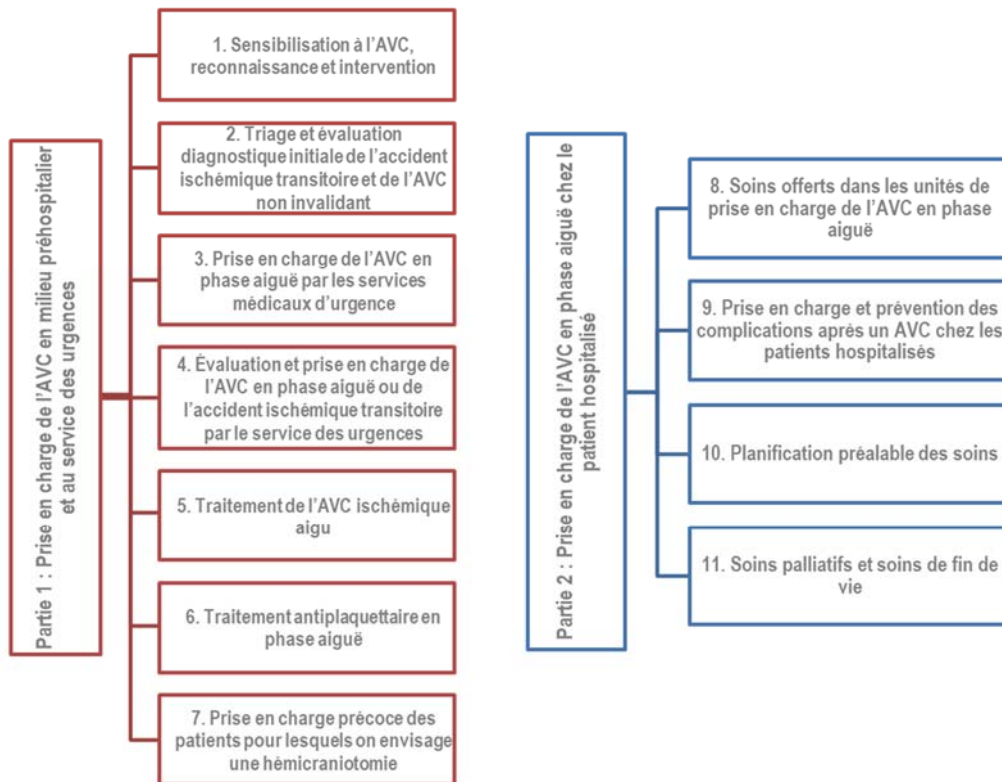 Partie 1 : Prise en charge de l'AVC en milieu préhospitalier
et au service des urgences
1. Sensibilisation à l'AVC,
reconnaissance et intervention
2. Triage et évaluation
diagnostique initiale de l'accident
ischémique transitoire et de l'AVC
non invalidant
3. Prise en charge de l'AVC en
phase aiguë par les services
médicaux d'urgence
4. Évaluation et prise en charge de
l'AVC en phase aiguë ou de
l'accident ischémique transitoire
par le service des urgences
5. Traitement de l'AVC ischémique
aigu
6. Traitement antiplaquettaire en
phase aiguë
7. Prise en charge précoce des
patients pour lesquels on envisage
une hémicraniotomie
Partie 2 : Prise en charge de l'AVC en phase aiguë chez le
patient hospitalisé
8. Soins offerts dans les unités de
prise en charge de l'AVC en phase
aiguë
9. Prise en charge et prévention des
complications après un AVC chez les
patients hospitalisés
10. Planification préalable des soins
11. Soins palliatifs et soins de fin de
vie